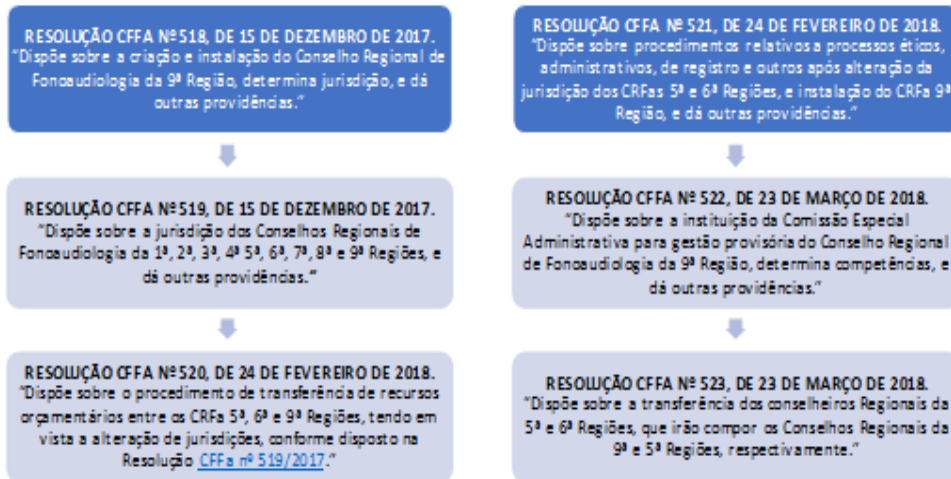 RESOLUÇÃO CFFA Nº 518, DE 15 DE DEZEMBRO DE 2017.
“Dispõe sobre a criação e instalação do Conselho Regional de
Fonoaudiologia da 9ª Região, determina jurisdição, e dá
outras providências.”
RESOLUÇÃO CFFA Nº 519, DE 15 DE DEZEMBRO DE 2017.
“Dispõe sobre a jurisdição dos Conselhos Regionais de
Fonoaudiologia da 1ª, 2ª, 3ª, 4ª 5ª, 6ª, 7ª, 8ª e 9ª Regiões, e
dá outras providências.“
RESOLUÇÃO CFFA Nº 520, DE 24 DE FEVEREIRO DE 2018.
“Dispõe sobre o procedimento de transferência de recursos
orçamentários entre os CRFa 5ª, 6ª e 9ª Regiões, tendo em
vista a alteração de jurisdições, conforme disposto na
Resolução CFFa nº 519/2017.”
RESOLUÇÃO CFFA Nº 521, DE 24 DE FEVEREIRO DE 2018.
“Dispõe sobre procedimentos relativos a processos éticos,
administrativos, de registro e outros após alteração da
jurisdição dos CRFas 5ª e 6ª Regiões, e instalação do CRFa 9ª
Região, e dá outras providências.”
RESOLUÇÃO CFFA Nº 522, DE 23 DE MARÇO DE 2018.
“Dispõe sobre a instituição da Comissão Especial
Administrativa para gestão provisória do Conselho Regional
de Fonoaudiologia da 9ª Região, determina competências, e
dá outras providências.”
RESOLUÇÃO CFFA Nº 523, DE 23 DE MARÇO DE 2018.
“Dispõe sobre a transferência dos conselheiros Regionais da
5ª e 6ª Regiões, que irão compor os Conselhos Regionais da
9ª e 5ª Regiões, respectivamente.”